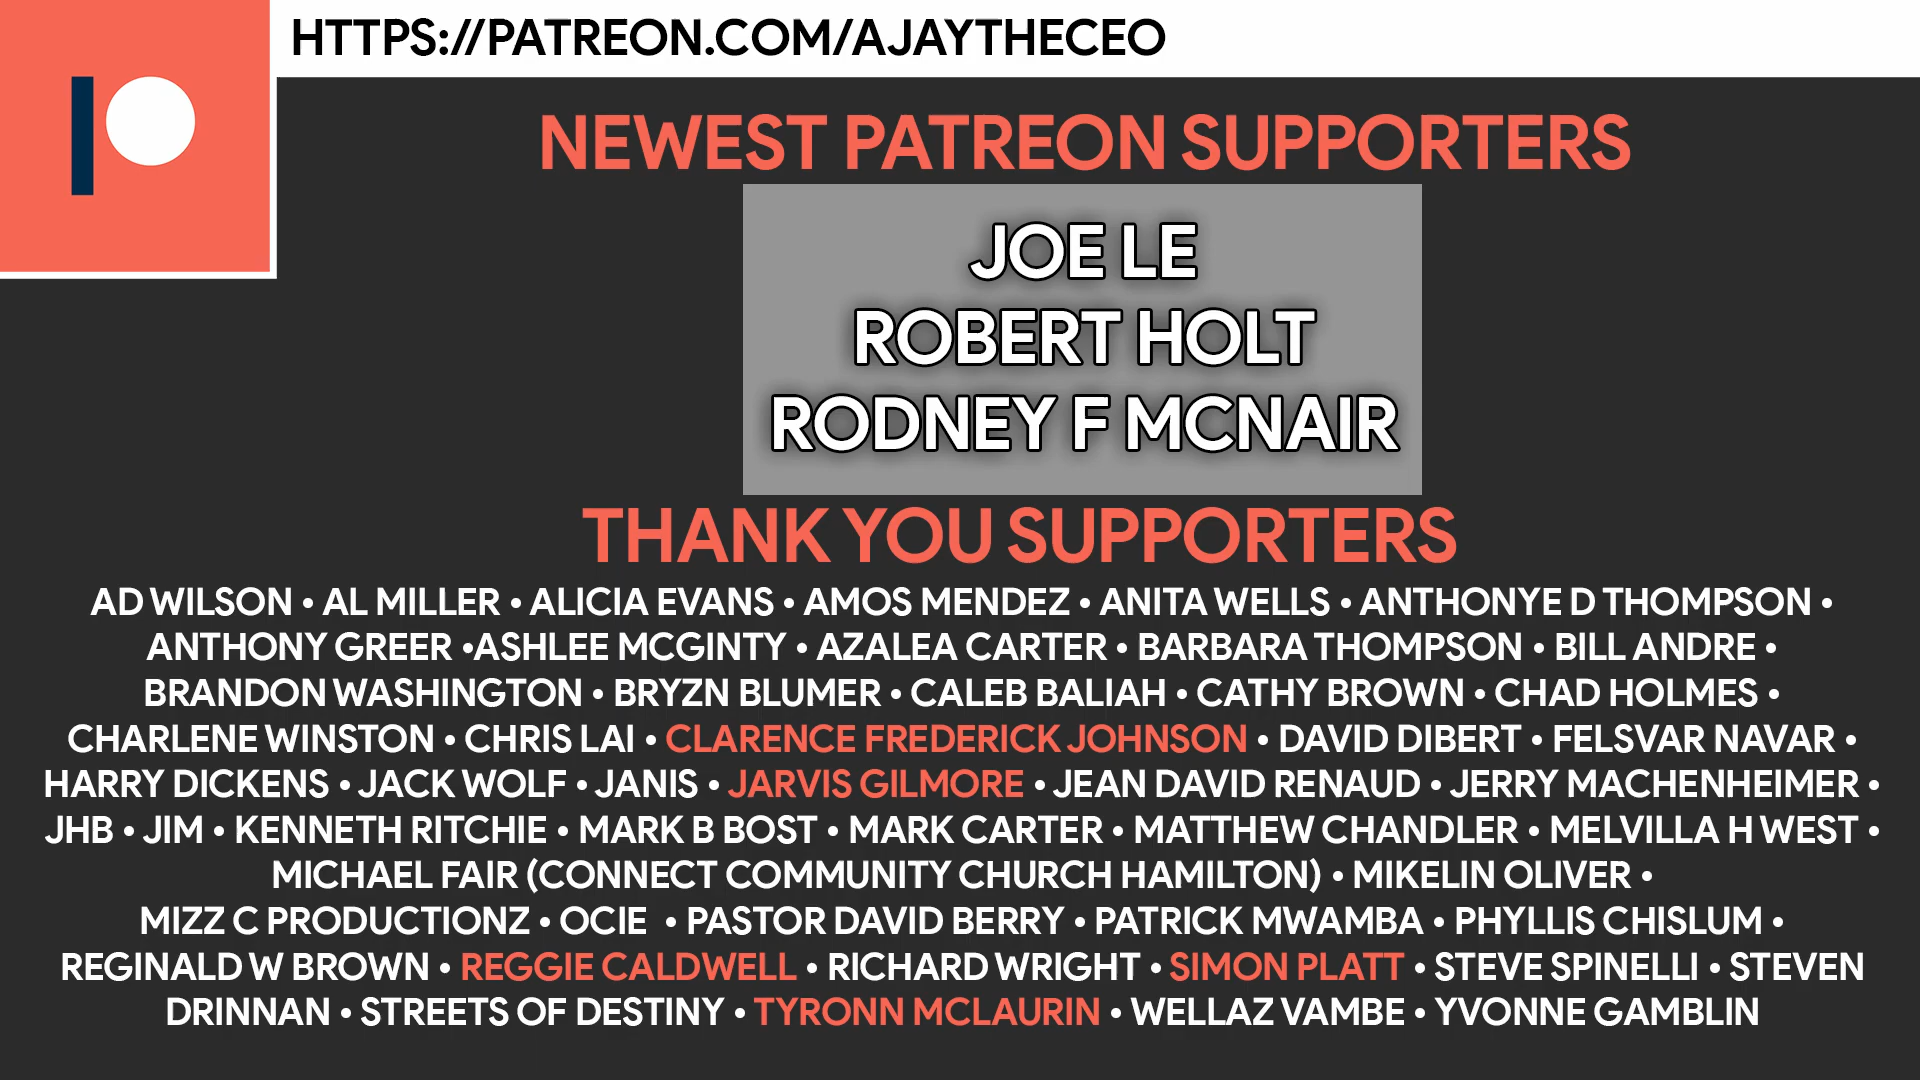 HTTPS://PATREON.COM/AJAYTHECEO
NEWEST PATREON SUPPORTERS
JOE LE
ROBERT HOLT
RODNEY F MCNAIR
THANK YOU SUPPORTERS
AD WILSON • AL MILLER • ALICIA EVANS • AMOS MENDEZ • ANITA WELLS • ANTHONYE D THOMPSON •
ANTHONY GREER •ASHLEE MCGINTY • AZALEA CARTER • BARBARA THOMPSON • BILL ANDRE •
BRANDON WASHINGTON • BRYZN BLUMER • CALEB BALIAH • CATHY BROWN • CHAD HOLMES •
CHARLENE WINSTON • CHRIS LAI • CLARENCE FREDERICK JOHNSON • DAVID DIBERT • FELSVAR NAVAR •
HARRY DICKENS • JACK WOLF • JANIS • JARVIS GILMORE • JEAN DAVID RENAUD • JERRY MACHENHEIMER •
JHB • JIM • KENNETH RITCHIE • MARK B BOST • MARK CARTER • MATTHEW CHANDLER • MELVILLA H WEST •
MICHAEL FAIR (CONNECT COMMUNITY CHURCH HAMILTON) • MIKELIN OLIVER •
MIZZ C PRODUCTIONZ • OCIE • PASTOR DAVID BERRY • PATRICK MWAMBA • PHYLLIS CHISLUM •
REGINALD W BROWN • REGGIE CALDWELL • RICHARD WRIGHT • SIMON PLATT • STEVE SPINELLI • STEVEN
DRINNAN • STREETS OF DESTINY • TYRONN MCLAURIN • WELLAZ VAMBE • YVONNE GAMBLIN